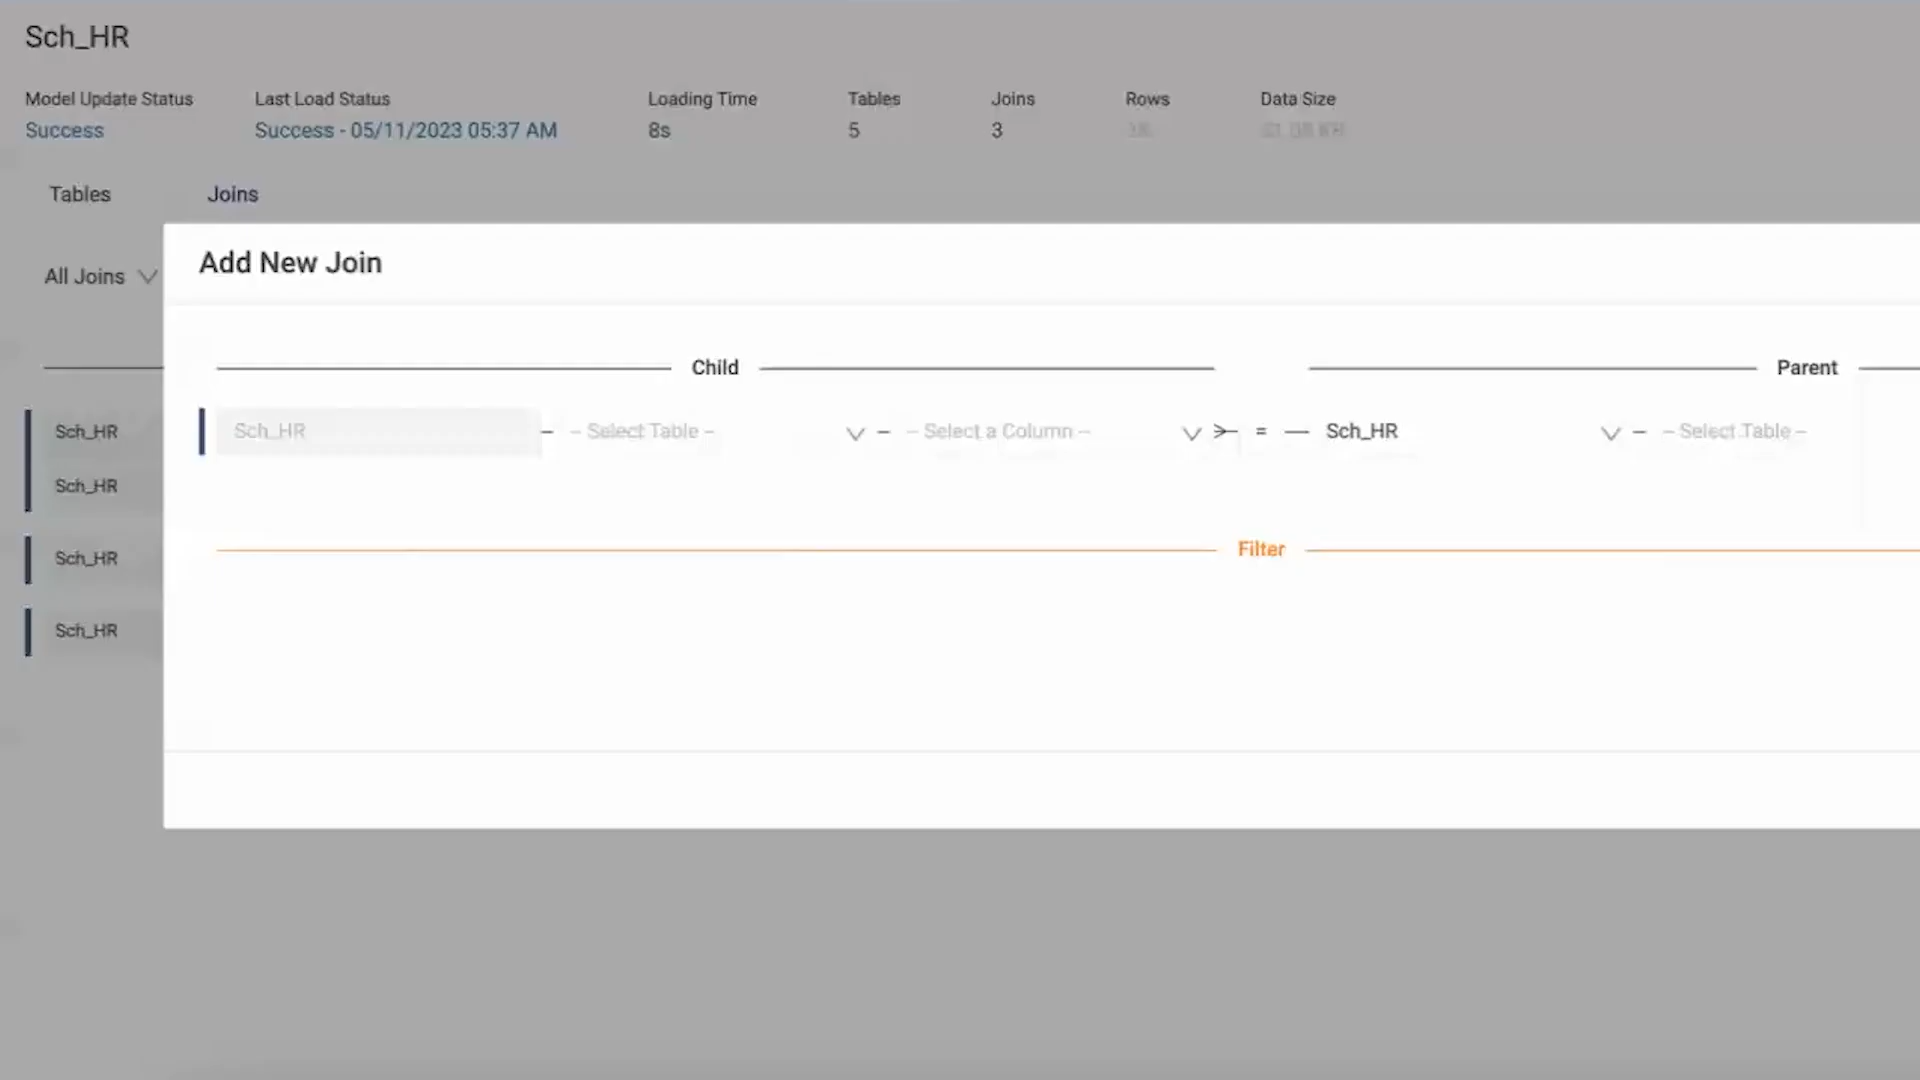 Sch_HR
Model Update Status Last Load Status Loading Time Tables Joins Rows Data Size
Success Success - 05/11/2023 05:37 AM 8s 5 3
Tables Joins
All Joins
Add New Join
Child Parent
Sch_HR - Select Table - - Select a Column - = Sch_HR - Select Table -
Filter
Sch_HR
Sch_HR
Sch_HR
Sch_HR